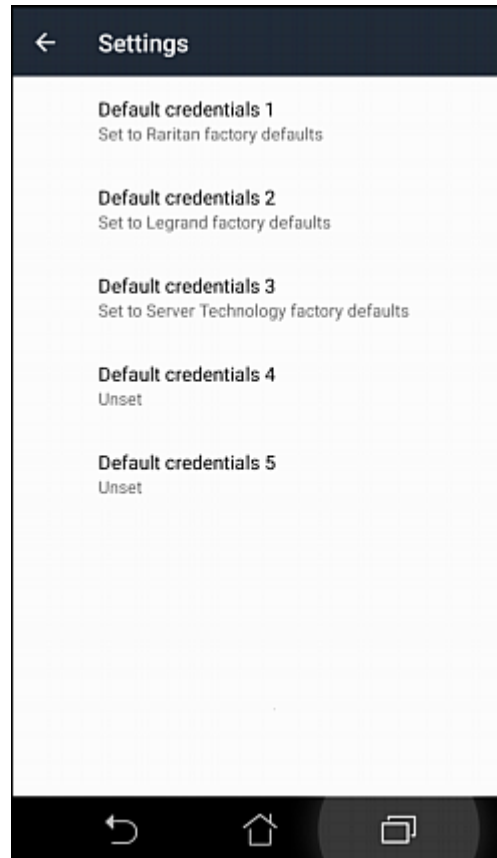 Settings
Default credentials 1
Set to Raritan factory defaults
Default credentials 2
Set to Legrand factory defaults
Default credentials 3
Set to Server Technology factory defaults
Default credentials 4
Unset
Default credentials 5
Unset